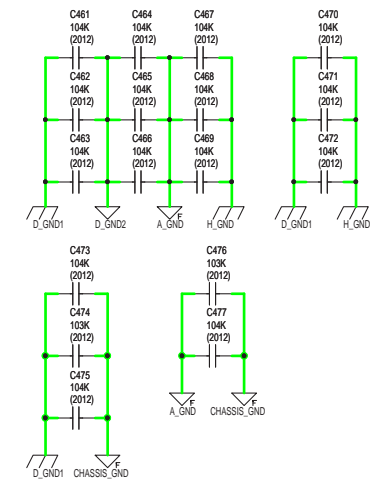 C461 C464 C467 C470
104K 104K 104K 104K
(2012) (2012) (2012) (2012)
C462 C465 C468 C471
104K 104K 104K 104K
(2012) (2012) (2012) (2012)
C463 C466 C469 C472
104K 104K 104K 104K
(2012) (2012) (2012) (2012)
D_GND1 D_GND2 F A_GND H_GND D_GND1 H_GND
C473 C476
104K 103K
(2012) (2012)
C474 C477
103K 104K
(2012) (2012)
C475
104K
(2012)
F A_GND F CHASSIS_GND
D_GND1 F CHASSIS_GND